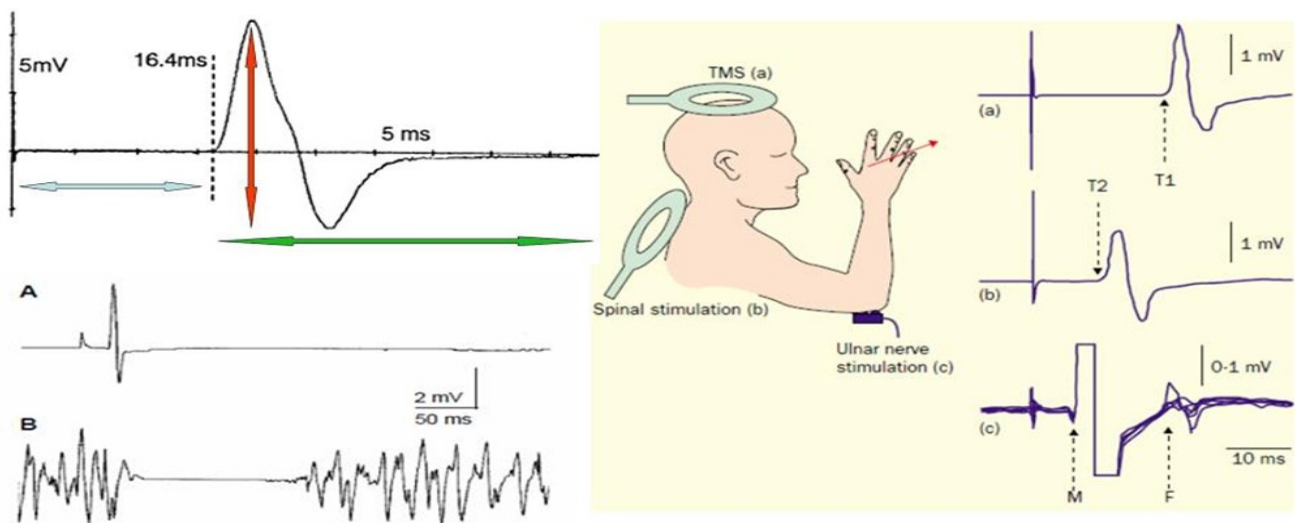 5mV
16.4ms
5 ms
A
2 mV
50 ms
B
TMS (a)
Spinal stimulation (b)
Ulnar nerve
stimulation (c)
1 mV
(a)
T1
T2
1 mV
(b)
0·1 mV
(c)
10 ms
M
F